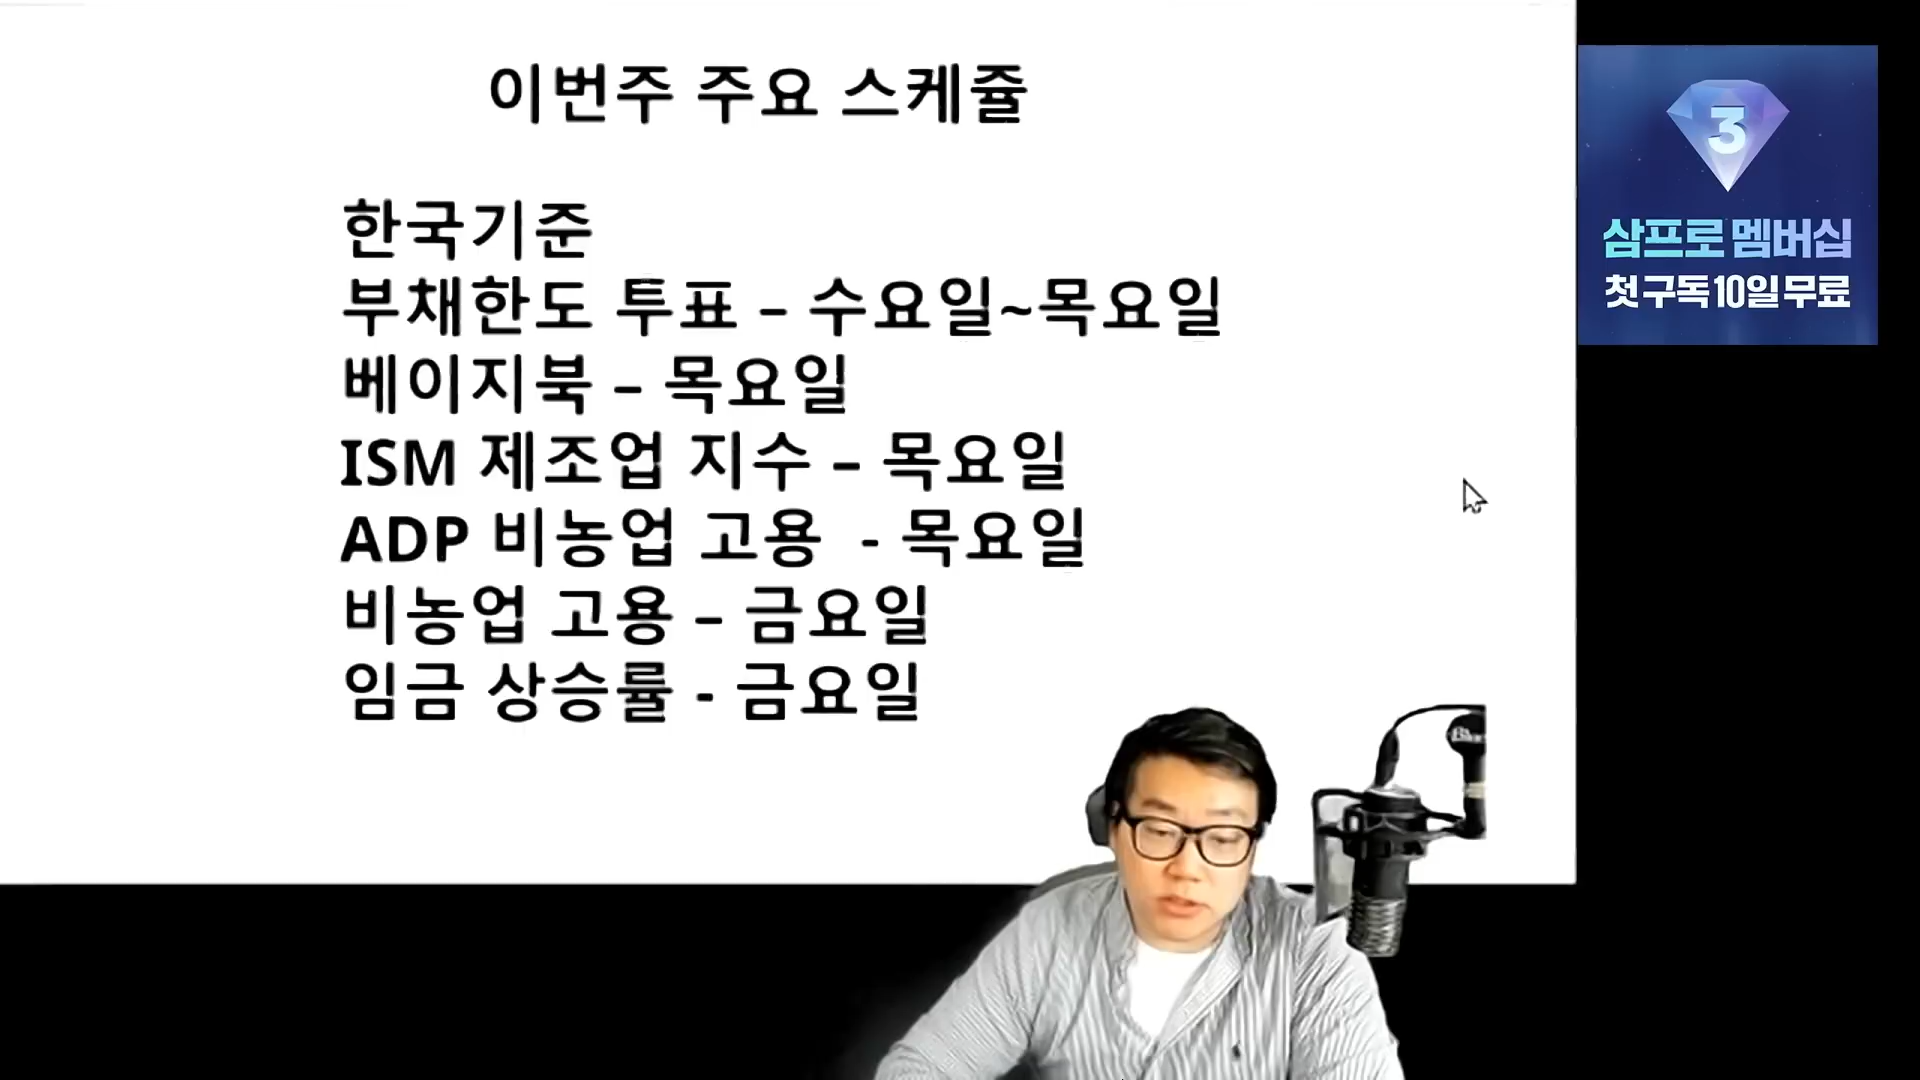 이번주 주요 스케쥴
한국기준
부채한도 투표 – 수요일~목요일
베이지북 – 목요일
ISM 제조업 지수 – 목요일
ADP 비농업 고용 - 목요일
비농업 고용 – 금요일
임금 상승률 - 금요일
3
삼프로 멤버십
첫 구독 10일 무료
Blue